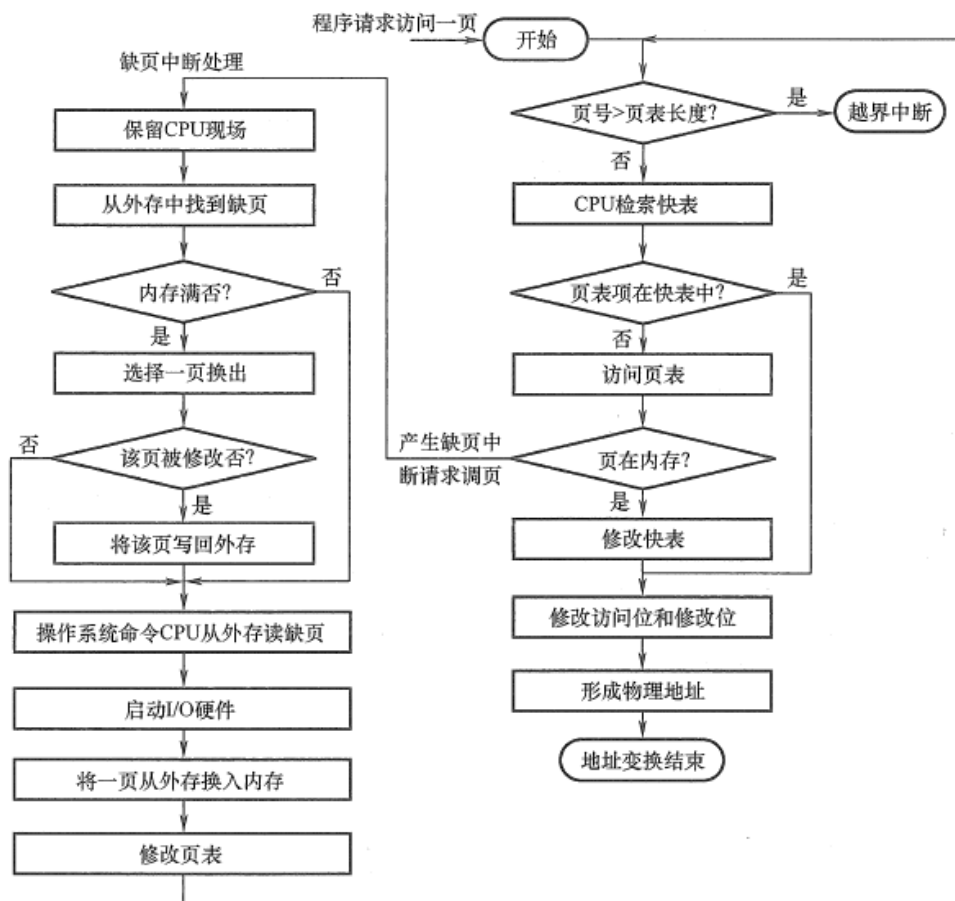 程序请求访问一页
开始
缺页中断处理
页号>页表长度?
是
越界中断
保留CPU现场
否
从外存中找到缺页
CPU检索快表
内存满否?
否
页表项在快表中?
是
是
否
选择一页换出
访问页表
否
该页被修改否?
产生缺页中
断请求调页
页在内存?
是
是
将该页写回外存
修改快表
操作系统命令CPU从外存读缺页
修改访问位和修改位
启动I/O硬件
形成物理地址
将一页从外存换入内存
地址变换结束
修改页表